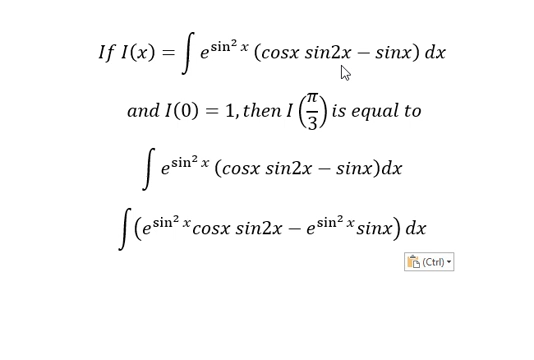 If I(x) = ∫ e^{sin² x} (cosx sin2x − sinx) dx
and I(0) = 1, then I (π/3) is equal to
∫ e^{sin² x} (cosx sin2x − sinx)dx
∫(e^{sin² x}cosx sin2x − e^{sin² x}sinx) dx
(Ctrl)